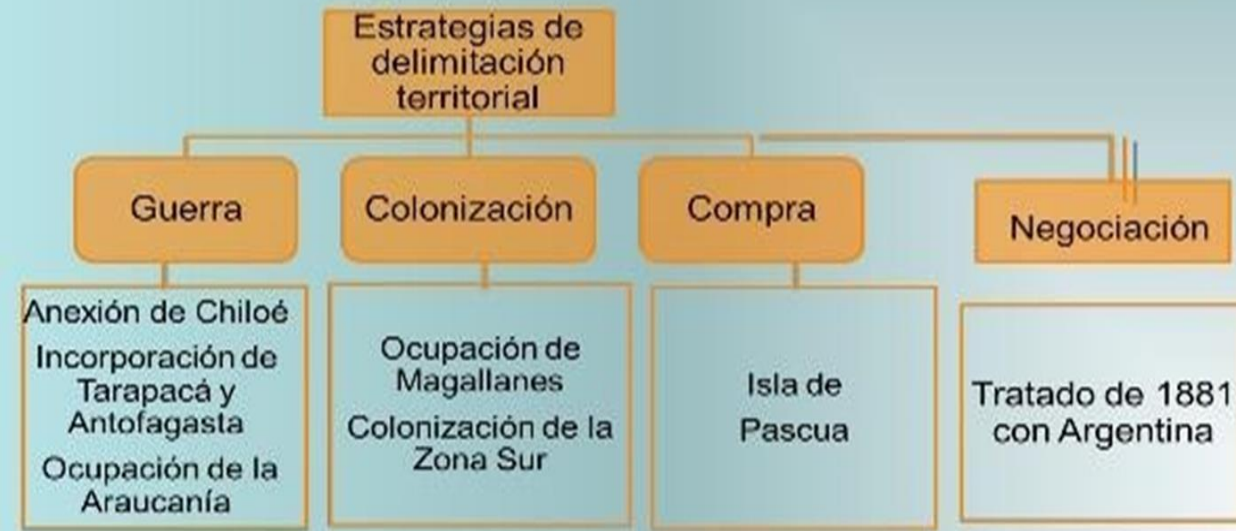 Estrategias de
delimitación
territorial
Guerra
Colonización
Compra
Negociación
Anexión de Chiloé
Incorporación de
Tarapacá y
Antofagasta
Ocupación de la
Araucanía
Ocupación de
Magallanes
Colonización de la
Zona Sur
Isla de
Pascua
Tratado de 1881
con Argentina